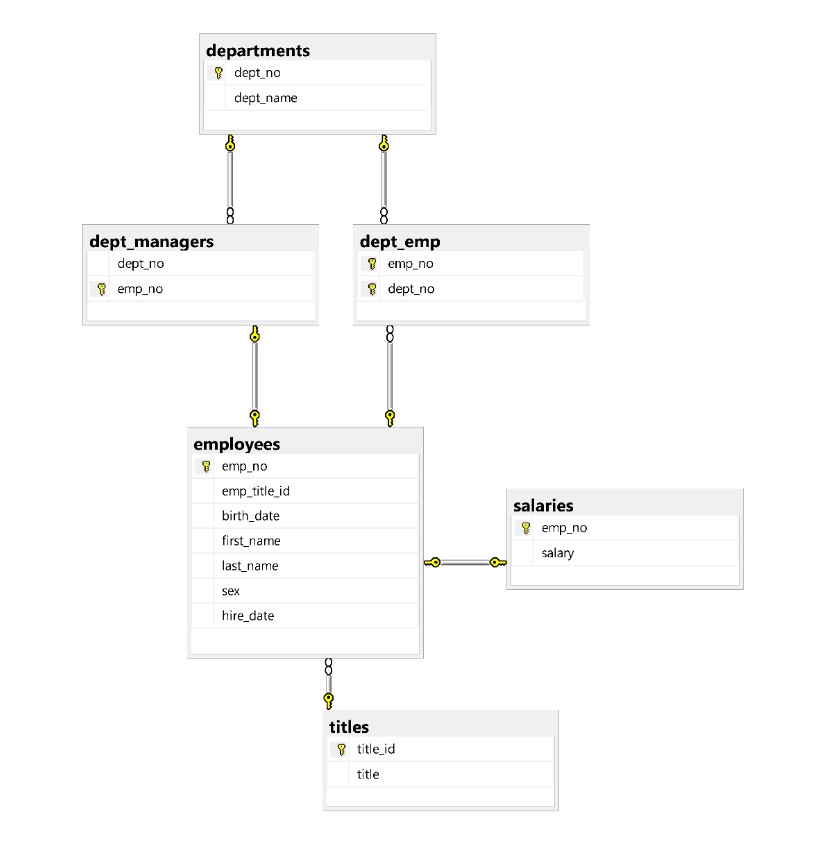 departments
dept_no
dept_name
dept_managers
dept_no
emp_no
dept_emp
emp_no
dept_no
employees
emp_no
emp_title_id
birth_date
first_name
last_name
sex
hire_date
salaries
emp_no
salary
titles
title_id
title